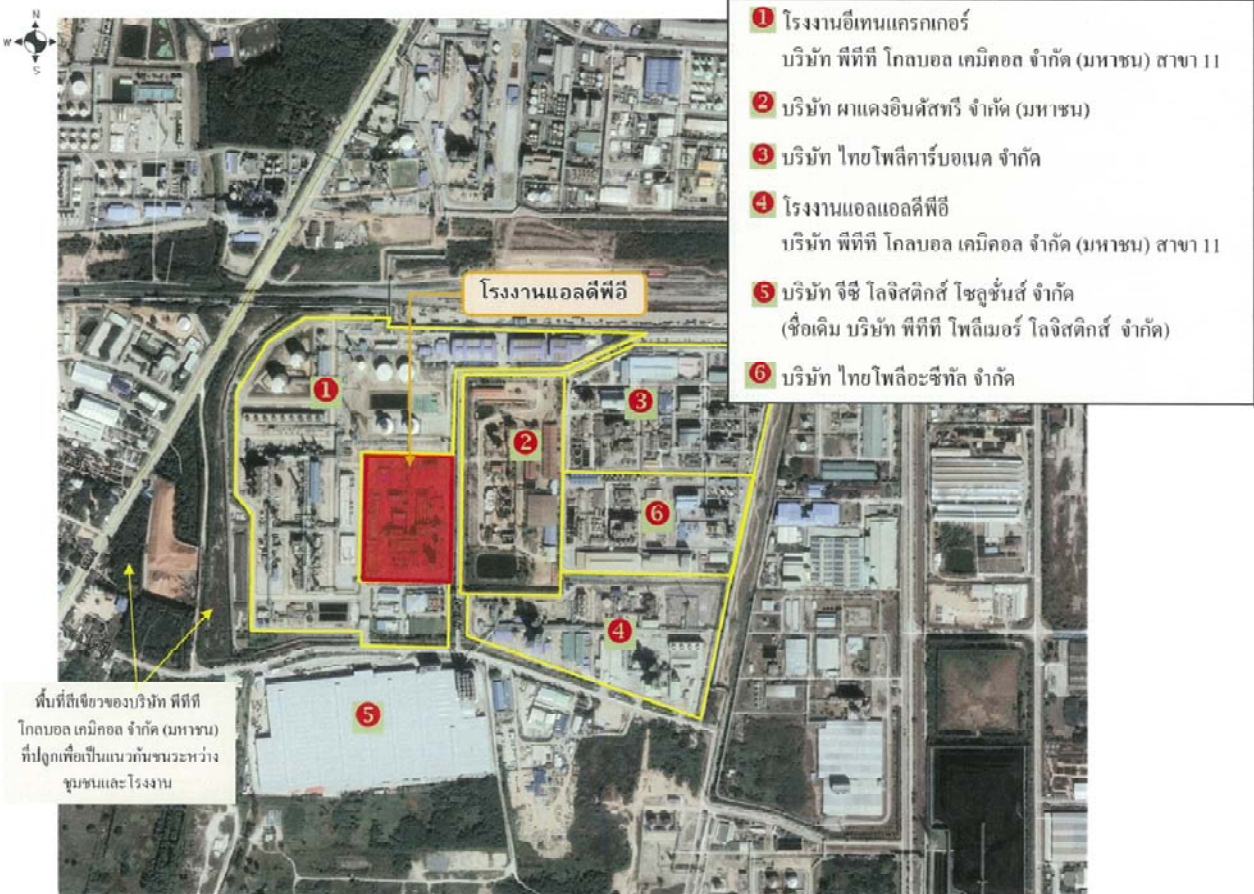 N
W
S
1 โรงงานอีเทนแครกเกอร์
บริษัท พีทีที โกลบอล เคมิคอล จำกัด (มหาชน) สาขา 11
2 บริษัท ผาแดงอินดัสทรี จำกัด (มหาชน)
3 บริษัท ไทยโพลีคาร์บอเนต จำกัด
4 โรงงานแอลแอลดีพีอี
บริษัท พีทีที โกลบอล เคมิคอล จำกัด (มหาชน) สาขา 11
5 บริษัท จีซี โลจิสติกส์ โซลูชั่นส์ จำกัด
(ชื่อเดิม บริษัท พีทีที โพลีเมอร์ โลจิสติกส์ จำกัด)
6 บริษัท ไทยโพลีอะซีทัล จำกัด
โรงงานแอลดีพีอี
1
3
2
6
4
5
พื้นที่สีเขียวของบริษัท พีทีที
โกลบอล เคมิคอล จำกัด (มหาชน)
ที่ปลูกเพื่อเป็นแนวกันชนระหว่าง
ชุมชนและโรงงาน